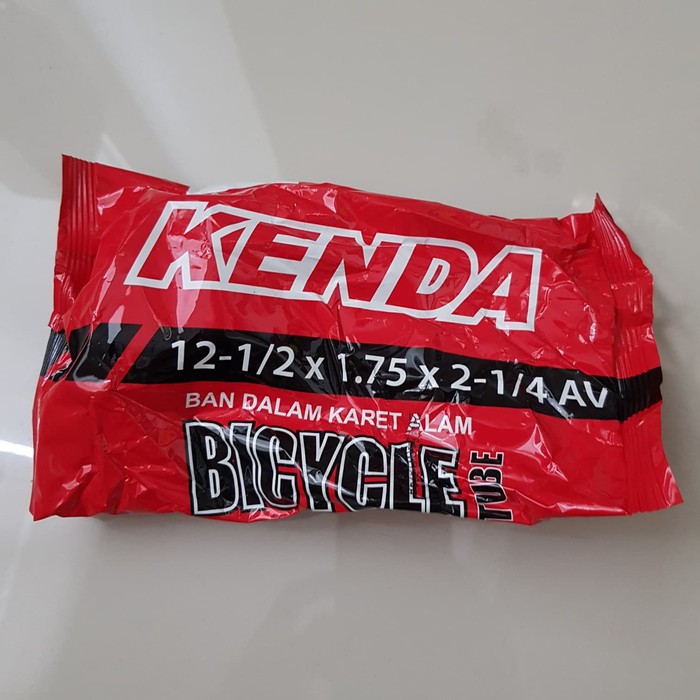 KENDA
12-1/2 x 1.75 x 2-1/4 AV
BAN DALAM KARET ALAM
BICYCLE
TUBE